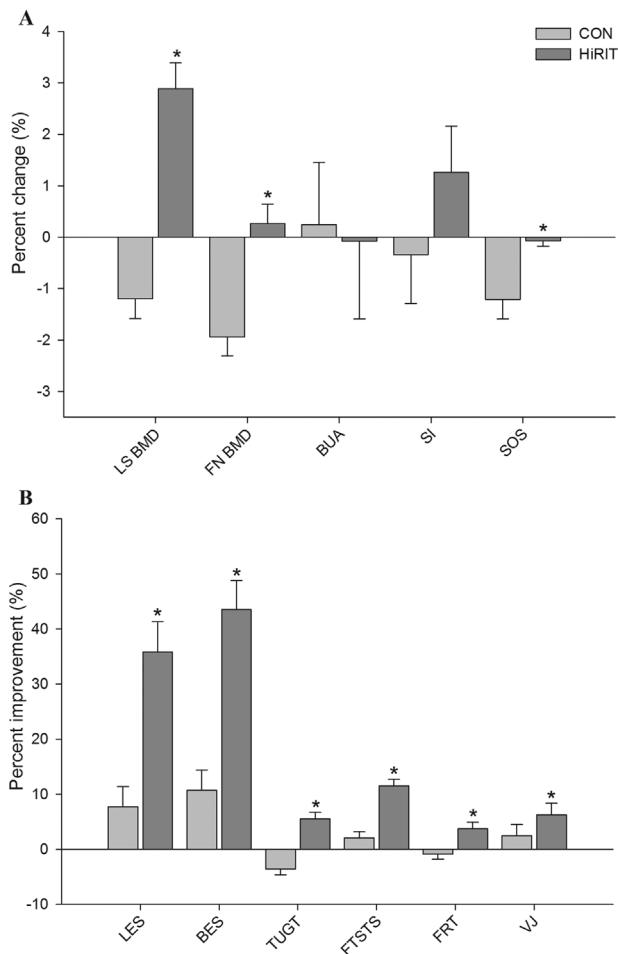 A
CON
HiRIT
Percent change (%)
4
3
2
1
0
-1
-2
-3
*
*
*
LS BMD
FN BMD
BUA
SI
SOS
B
Percent improvement (%)
60
50
40
30
20
10
0
-10
*
*
*
*
*
*
LES
BES
TUGT
FTSTS
FRT
VJ